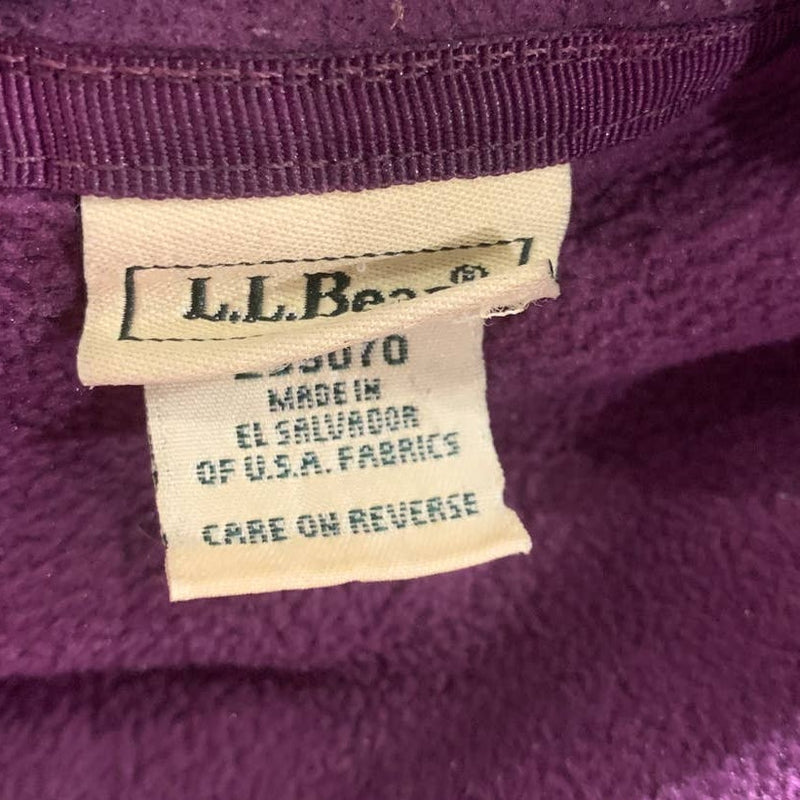 L.L.Bean®
MADE IN
EL SALVADOR
OF U.S.A. FABRICS
CARE ON REVERSE